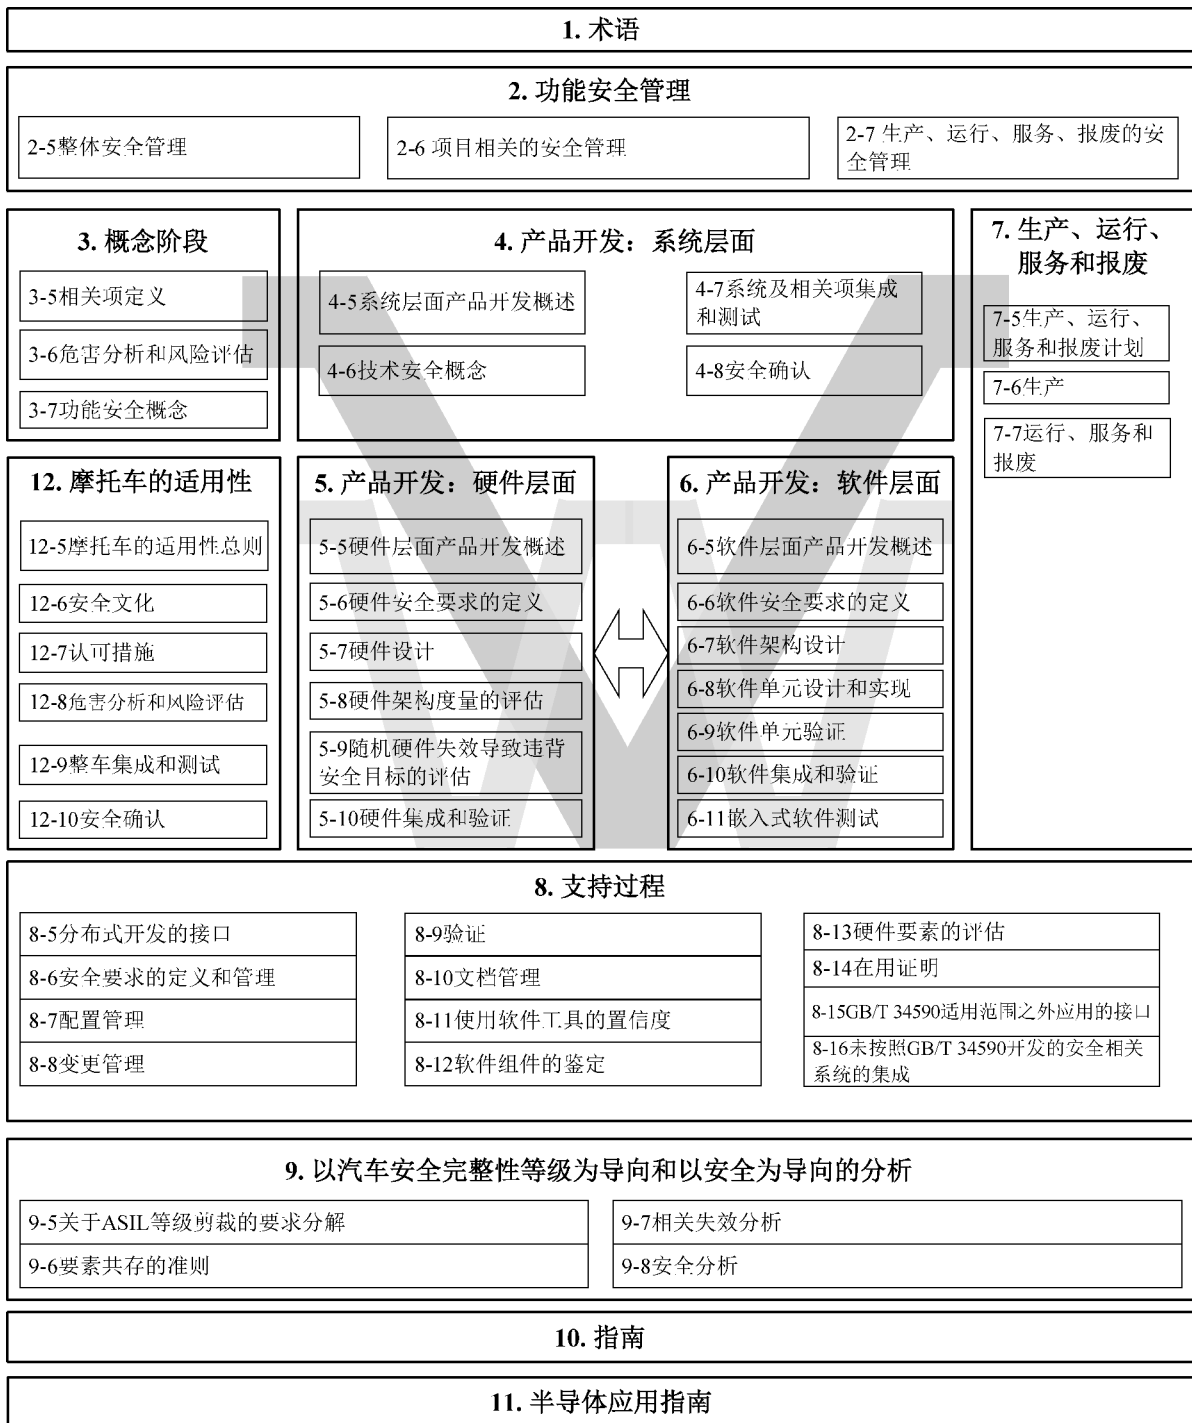 1. 术语
2. 功能安全管理
2-5整体安全管理
2-6 项目相关的安全管理
2-7 生产、运行、服务、报废的安
全管理
3. 概念阶段
3-5相关项定义
3-6危害分析和风险评估
3-7功能安全概念
4. 产品开发：系统层面
4-5系统层面产品开发概述
4-6技术安全概念
4-7系统及相关项集成
和测试
4-8安全确认
7. 生产、运行、
服务和报废
7-5生产、运行、
服务和报废计划
7-6生产
7-7运行、服务和
报废
12. 摩托车的适用性
12-5摩托车的适用性总则
12-6安全文化
12-7认可措施
12-8危害分析和风险评估
12-9整车集成和测试
12-10安全确认
5. 产品开发：硬件层面
5-5硬件层面产品开发概述
5-6硬件安全要求的定义
5-7硬件设计
5-8硬件架构度量的评估
5-9随机硬件失效导致违背
安全目标的评估
5-10硬件集成和验证
6. 产品开发：软件层面
6-5软件层面产品开发概述
6-6软件安全要求的定义
6-7软件架构设计
6-8软件单元设计和实现
6-9软件单元验证
6-10软件集成和验证
6-11嵌入式软件测试
8. 支持过程
8-5分布式开发的接口
8-6安全要求的定义和管理
8-7配置管理
8-8变更管理
8-9验证
8-10文档管理
8-11使用软件工具的置信度
8-12软件组件的鉴定
8-13硬件要素的评估
8-14在用证明
8-15GB/T 34590适用范围之外应用的接口
8-16未按照GB/T 34590开发的安全相关
系统的集成
9. 以汽车安全完整性等级为导向和以安全为导向的分析
9-5关于ASIL等级剪裁的要求分解
9-6要素共存的准则
9-7相关失效分析
9-8安全分析
10. 指南
11. 半导体应用指南